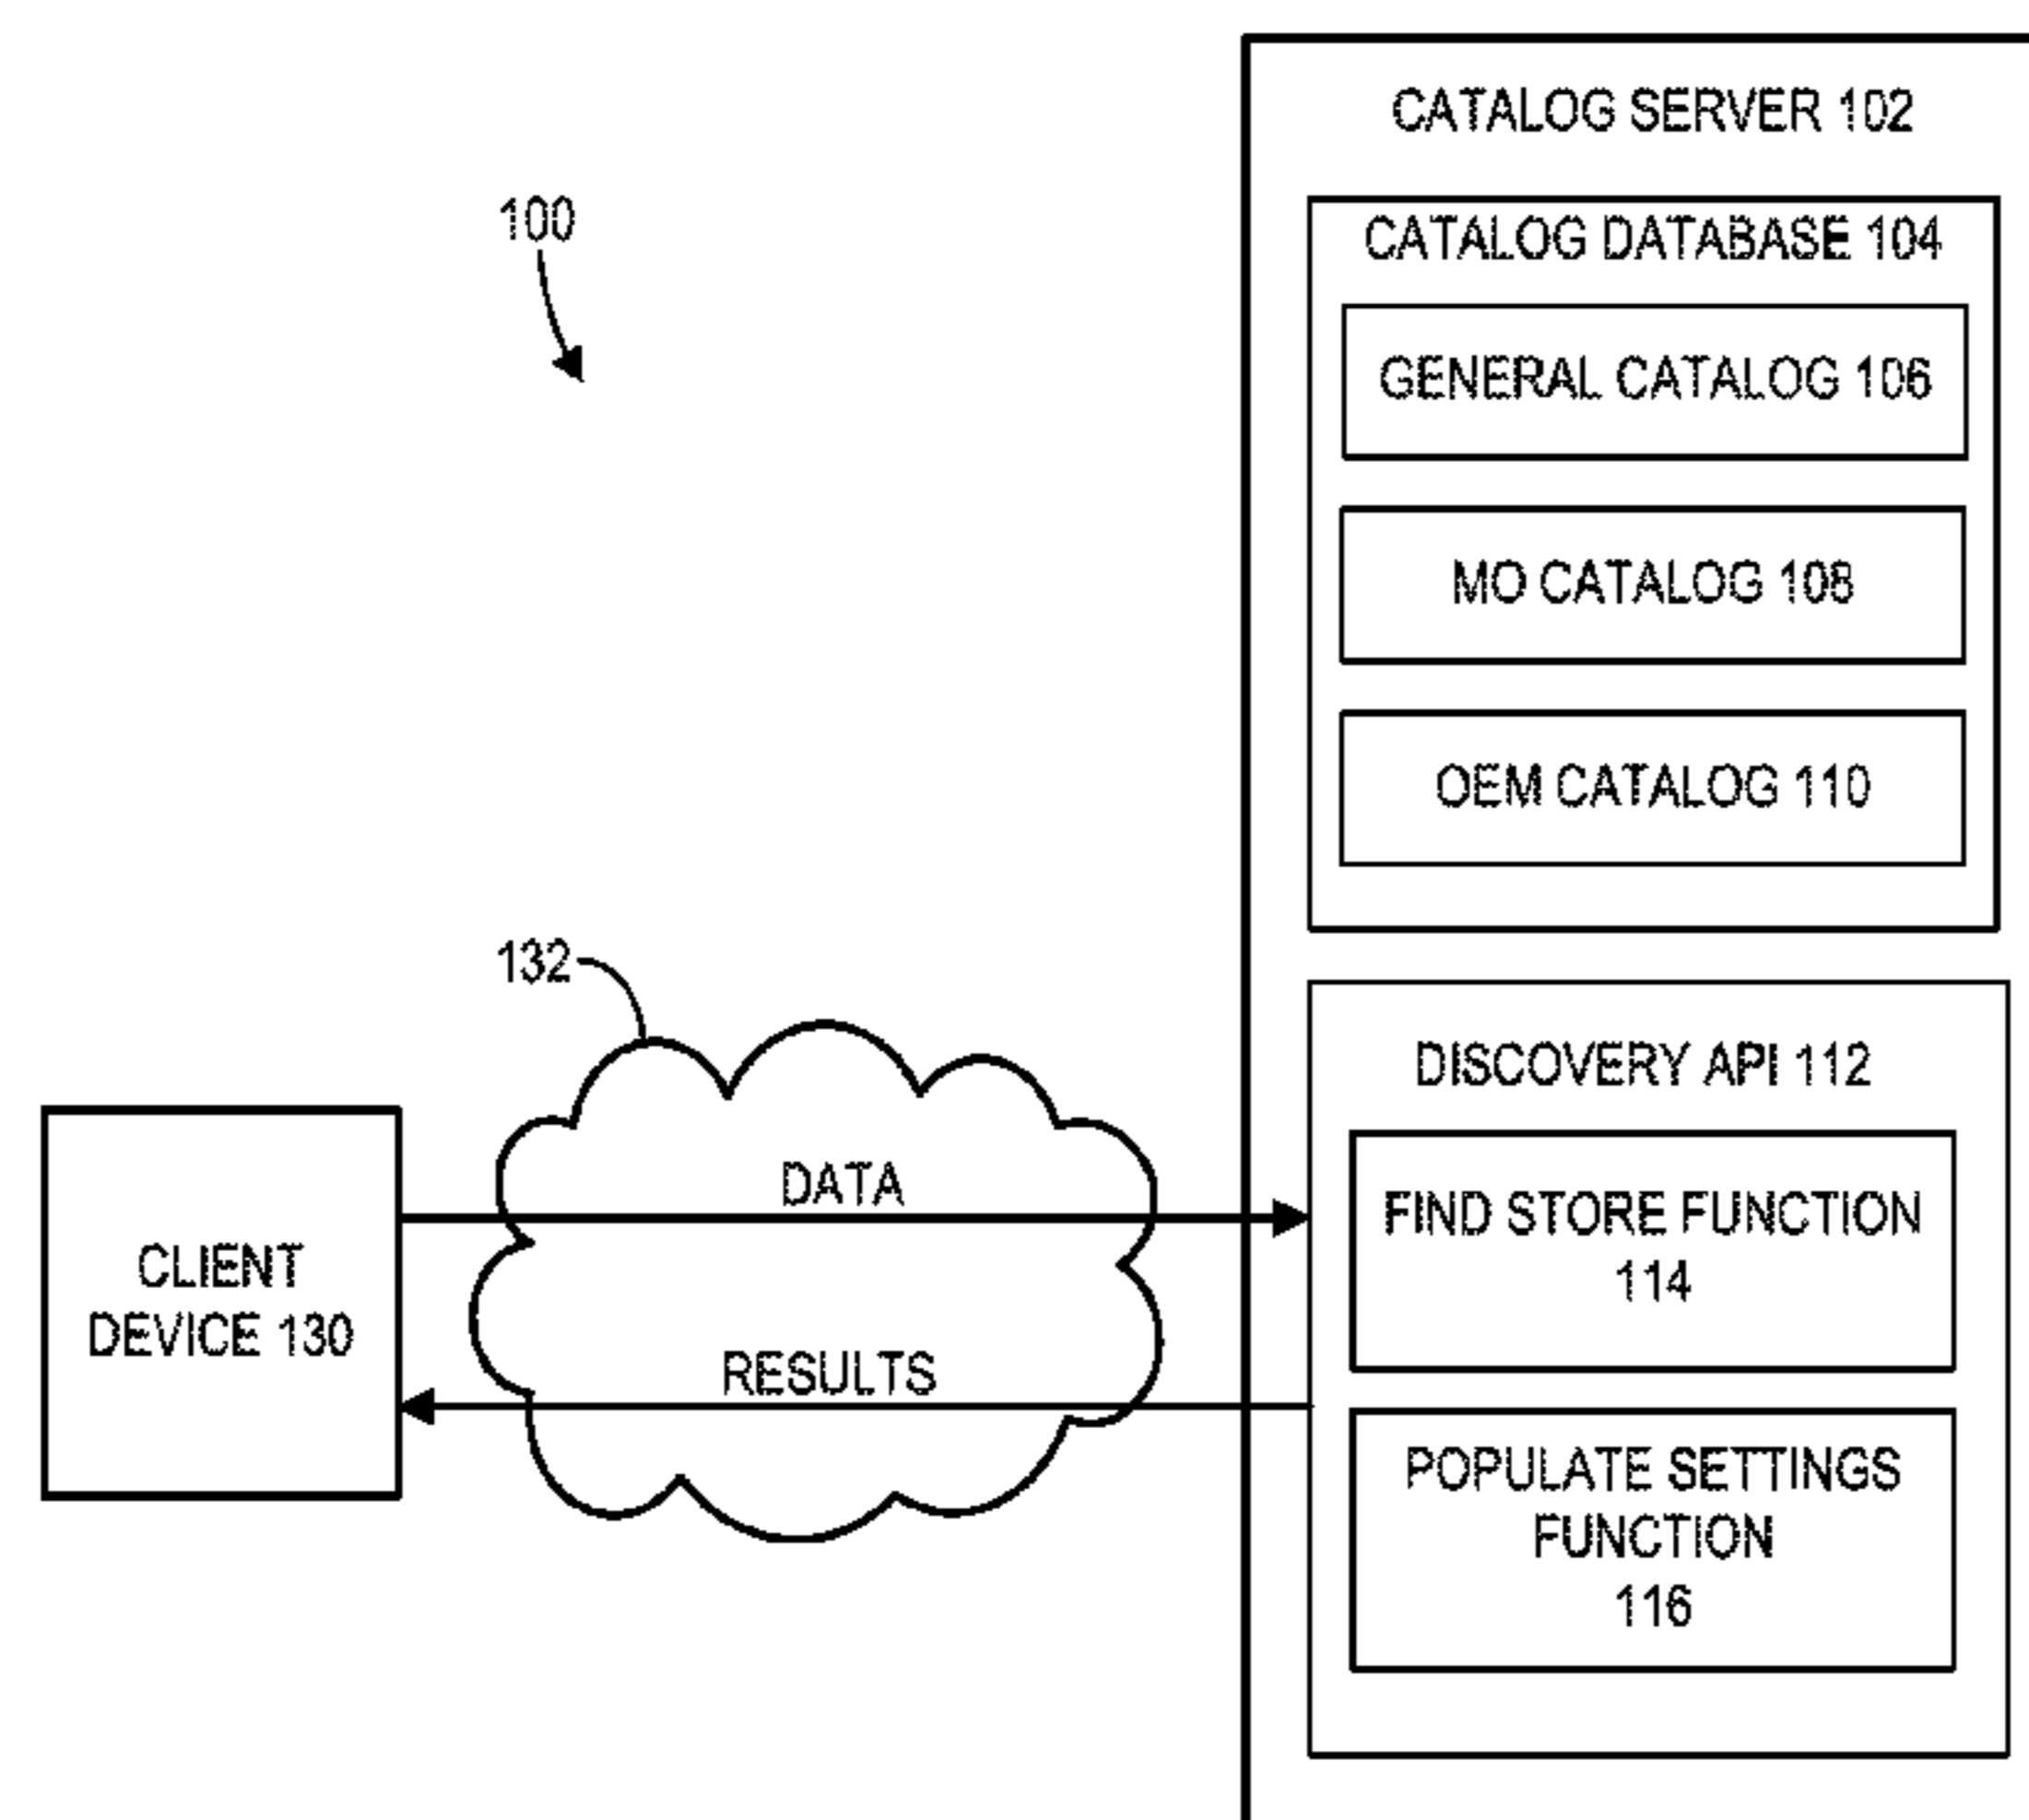 100
CATALOG SERVER 102
CATALOG DATABASE 104
GENERAL CATALOG 106
MO CATALOG 108
OEM CATALOG 110
132
CLIENT
DEVICE 130
DATA
RESULTS
DISCOVERY API 112
FIND STORE FUNCTION
114
POPULATE SETTINGS
FUNCTION
116